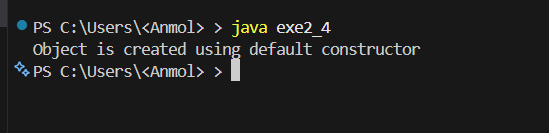 PS C:\Users\<Anmol> > java exe2_4
Object is created using default constructor
PS C:\Users\<Anmol> >